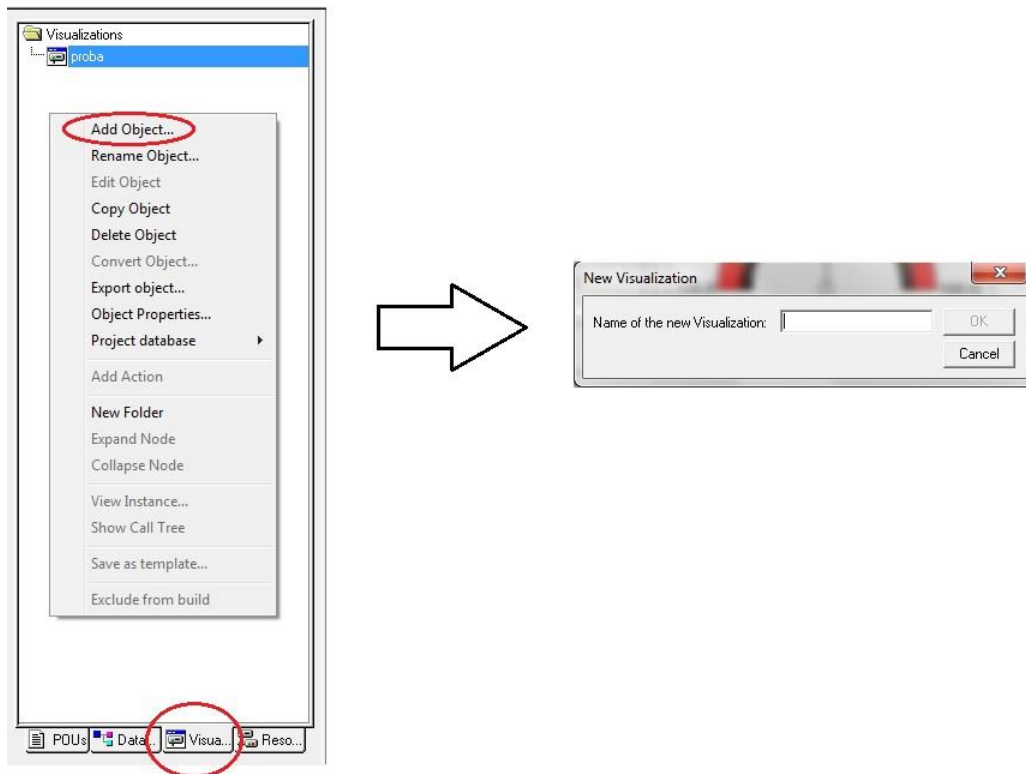 Visualizations
proba
Add Object...
Rename Object...
Edit Object
Copy Object
Delete Object
Convert Object...
Export object...
Object Properties...
Project database
Add Action
New Folder
Expand Node
Collapse Node
View Instance...
Show Call Tree
Save as template...
Exclude from build
POUs Data... Visua... Reso...
New Visualization
Name of the new Visualization: OK
Cancel